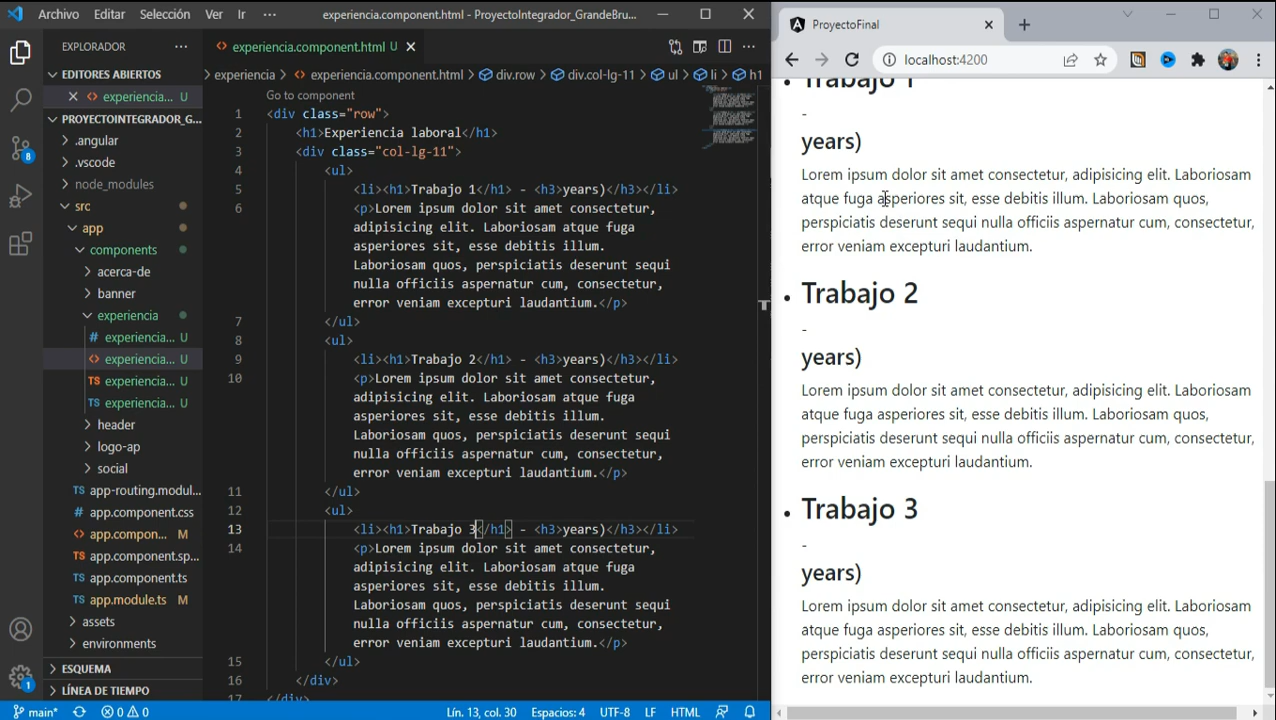 Archivo Editar Selección Ver Ir ··· experiencia.component.html - ProyectoIntegrador_GrandeBru...
EXPLORADOR ···
EDITORES ABIERTOS
experiencia... U
PROYECTOINTEGRADOR_G...
.angular
.vscode
node_modules
src
app
components
acerca-de
banner
experiencia
# experiencia... U
<> experiencia... U
TS experiencia... U
TS experiencia... U
header
logo-ap
social
TS app-routing.modul...
# app.component.css
<> app.compon... M
TS app.component.sp...
TS app.component.ts
TS app.module.ts M
assets
environments
ESQUEMA
LÍNEA DE TIEMPO
8
1
<> experiencia.component.html U
> experiencia > <> experiencia.component.html > div.row > div.col-lg-11 > ul > li > h1
Go to component
1 <div class="row">
2 <h1>Experiencia laboral</h1>
3 <div class="col-lg-11">
4 <ul>
5 <li><h1>Trabajo 1</h1> - <h3>years)</h3></li>
6 <p>Lorem ipsum dolor sit amet consectetur,
adipisicing elit. Laboriosam atque fuga
asperiores sit, esse debitis illum.
Laboriosam quos, perspiciatis deserunt sequi
nulla officiis aspernatur cum, consectetur,
error veniam excepturi laudantium.</p>
7 </ul>
8 <ul>
9 <li><h1>Trabajo 2</h1> - <h3>years)</h3></li>
10 <p>Lorem ipsum dolor sit amet consectetur,
adipisicing elit. Laboriosam atque fuga
asperiores sit, esse debitis illum.
Laboriosam quos, perspiciatis deserunt sequi
nulla officiis aspernatur cum, consectetur,
error veniam excepturi laudantium.</p>
11 </ul>
12 <ul>
13 <li><h1>Trabajo 3</h1> - <h3>years)</h3></li>
14 <p>Lorem ipsum dolor sit amet consectetur,
adipisicing elit. Laboriosam atque fuga
asperiores sit, esse debitis illum.
Laboriosam quos, perspiciatis deserunt sequi
nulla officiis aspernatur cum, consectetur,
error veniam excepturi laudantium.</p>
15 </ul>
16 </div>
17 </div>
main* 0 0 Lín. 13, col. 30 Espacios: 4 UTF-8 LF HTML
ProyectoFinal
localhost:4200
• Trabajo 1
-
years)
Lorem ipsum dolor sit amet consectetur, adipisicing elit. Laboriosam
atque fuga asperiores sit, esse debitis illum. Laboriosam quos,
perspiciatis deserunt sequi nulla officiis aspernatur cum, consectetur,
error veniam excepturi laudantium.
• Trabajo 2
-
years)
Lorem ipsum dolor sit amet consectetur, adipisicing elit. Laboriosam
atque fuga asperiores sit, esse debitis illum. Laboriosam quos,
perspiciatis deserunt sequi nulla officiis aspernatur cum, consectetur,
error veniam excepturi laudantium.
• Trabajo 3
-
years)
Lorem ipsum dolor sit amet consectetur, adipisicing elit. Laboriosam
atque fuga asperiores sit, esse debitis illum. Laboriosam quos,
perspiciatis deserunt sequi nulla officiis aspernatur cum, consectetur,
error veniam excepturi laudantium.